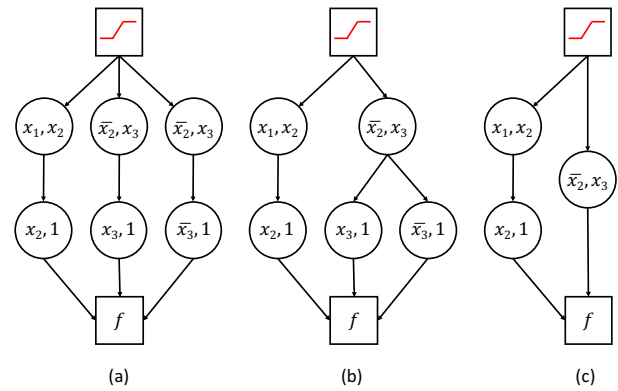 x₁, x₂ x̅₂, x₃ x̅₂, x₃ x₁, x₂ x̅₂, x₃ x₁, x₂
x̅₂, x₃
x₂, 1 x₃, 1 x̅₃, 1 x₂, 1 x₃, 1 x̅₃, 1 x₂, 1
f f f
(a) (b) (c)